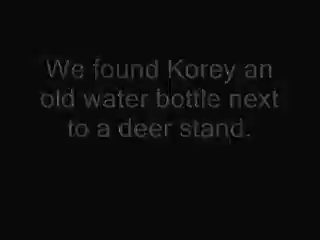 We found Korey an
old water bottle next
to a deer stand.